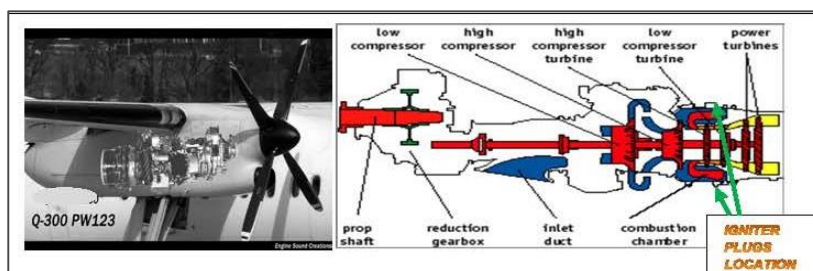 Q-300 PW123
Engine Sound Creations
low
compressor
high
compressor
high
compressor
turbine
low
compressor
turbine
power
turbines
prop
shaft
reduction
gearbox
inlet
duct
combustion
chamber
IGNITER
PLUGS
LOCATION